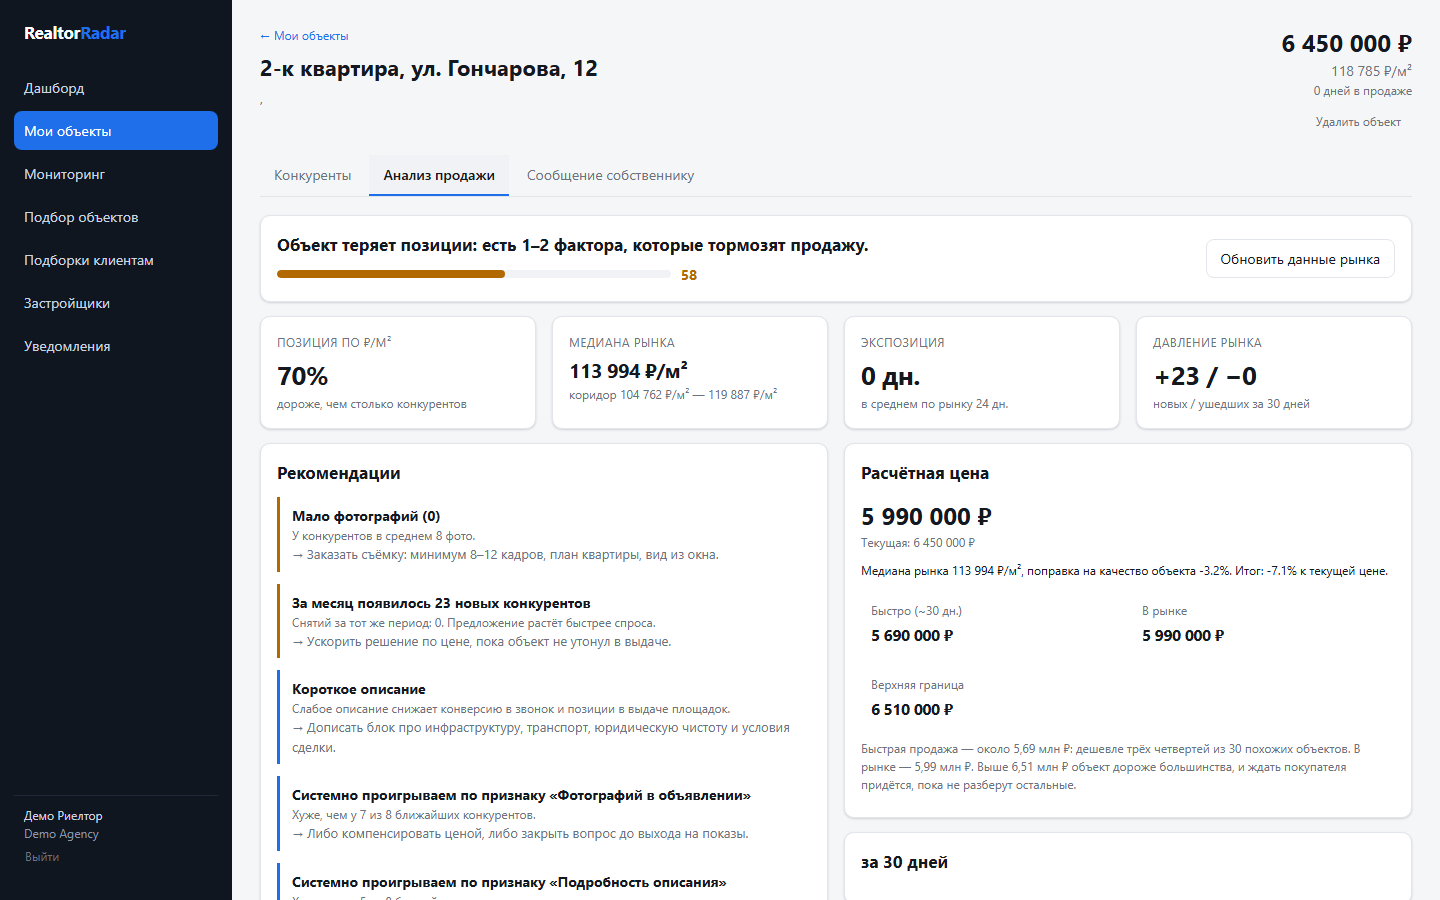 RealtorRadar
Дашборд
Мои объекты
Мониторинг
Подбор объектов
Подборки клиентам
Застройщики
Уведомления
Демо Риелтор
Demo Agency
Выйти
← Мои объекты
2-к квартира, ул. Гончарова, 12
,
6 450 000 ₽
118 785 ₽/м²
0 дней в продаже
Удалить объект
Конкуренты
Анализ продажи
Сообщение собственнику
Объект теряет позиции: есть 1–2 фактора, которые тормозят продажу.
58
Обновить данные рынка
ПОЗИЦИЯ ПО ₽/М²
70%
дороже, чем столько конкурентов
МЕДИАНА РЫНКА
113 994 ₽/м²
коридор 104 762 ₽/м² — 119 887 ₽/м²
ЭКСПОЗИЦИЯ
0 дн.
в среднем по рынку 24 дн.
ДАВЛЕНИЕ РЫНКА
+23 / −0
новых / ушедших за 30 дней
Рекомендации
Мало фотографий (0)
У конкурентов в среднем 8 фото.
→ Заказать съёмку: минимум 8–12 кадров, план квартиры, вид из окна.
За месяц появилось 23 новых конкурентов
Снятий за тот же период: 0. Предложение растёт быстрее спроса.
→ Ускорить решение по цене, пока объект не утонул в выдаче.
Короткое описание
Слабое описание снижает конверсию в звонок и позиции в выдаче площадок.
→ Дописать блок про инфраструктуру, транспорт, юридическую чистоту и условия
сделки.
Системно проигрываем по признаку «Фотографий в объявлении»
Хуже, чем у 7 из 8 ближайших конкурентов.
→ Либо компенсировать ценой, либо закрыть вопрос до выхода на показы.
Системно проигрываем по признаку «Подробность описания»
Расчётная цена
5 990 000 ₽
Текущая: 6 450 000 ₽
Медиана рынка 113 994 ₽/м², поправка на качество объекта -3.2%. Итог: -7.1% к текущей цене.
Быстро (~30 дн.)
5 690 000 ₽
В рынке
5 990 000 ₽
Верхняя граница
6 510 000 ₽
Быстрая продажа — около 5,69 млн ₽: дешевле трёх четвертей из 30 похожих объектов. В
рынке — 5,99 млн ₽. Выше 6,51 млн ₽ объект дороже большинства, и ждать покупателя
придётся, пока не разберут остальные.
за 30 дней